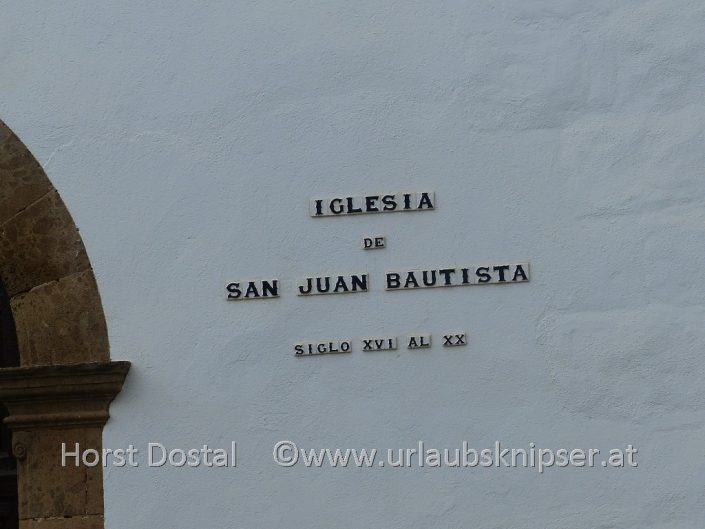 IGLESIA
DE
SAN JUAN BAUTISTA
SIGLO XVI AL XX
Horst Dostal ©www.urlaubsknipser.at